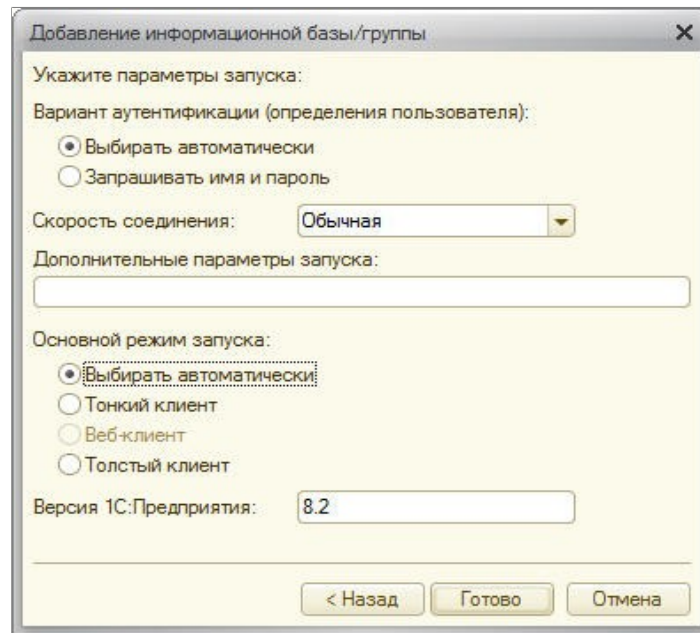 Добавление информационной базы/группы
Укажите параметры запуска:
Вариант аутентификации (определения пользователя):
Выбирать автоматически
Запрашивать имя и пароль
Скорость соединения: Обычная
Дополнительные параметры запуска:
Основной режим запуска:
Выбирать автоматически
Тонкий клиент
Веб-клиент
Толстый клиент
Версия 1С:Предприятия: 8.2
< Назад Готово Отмена